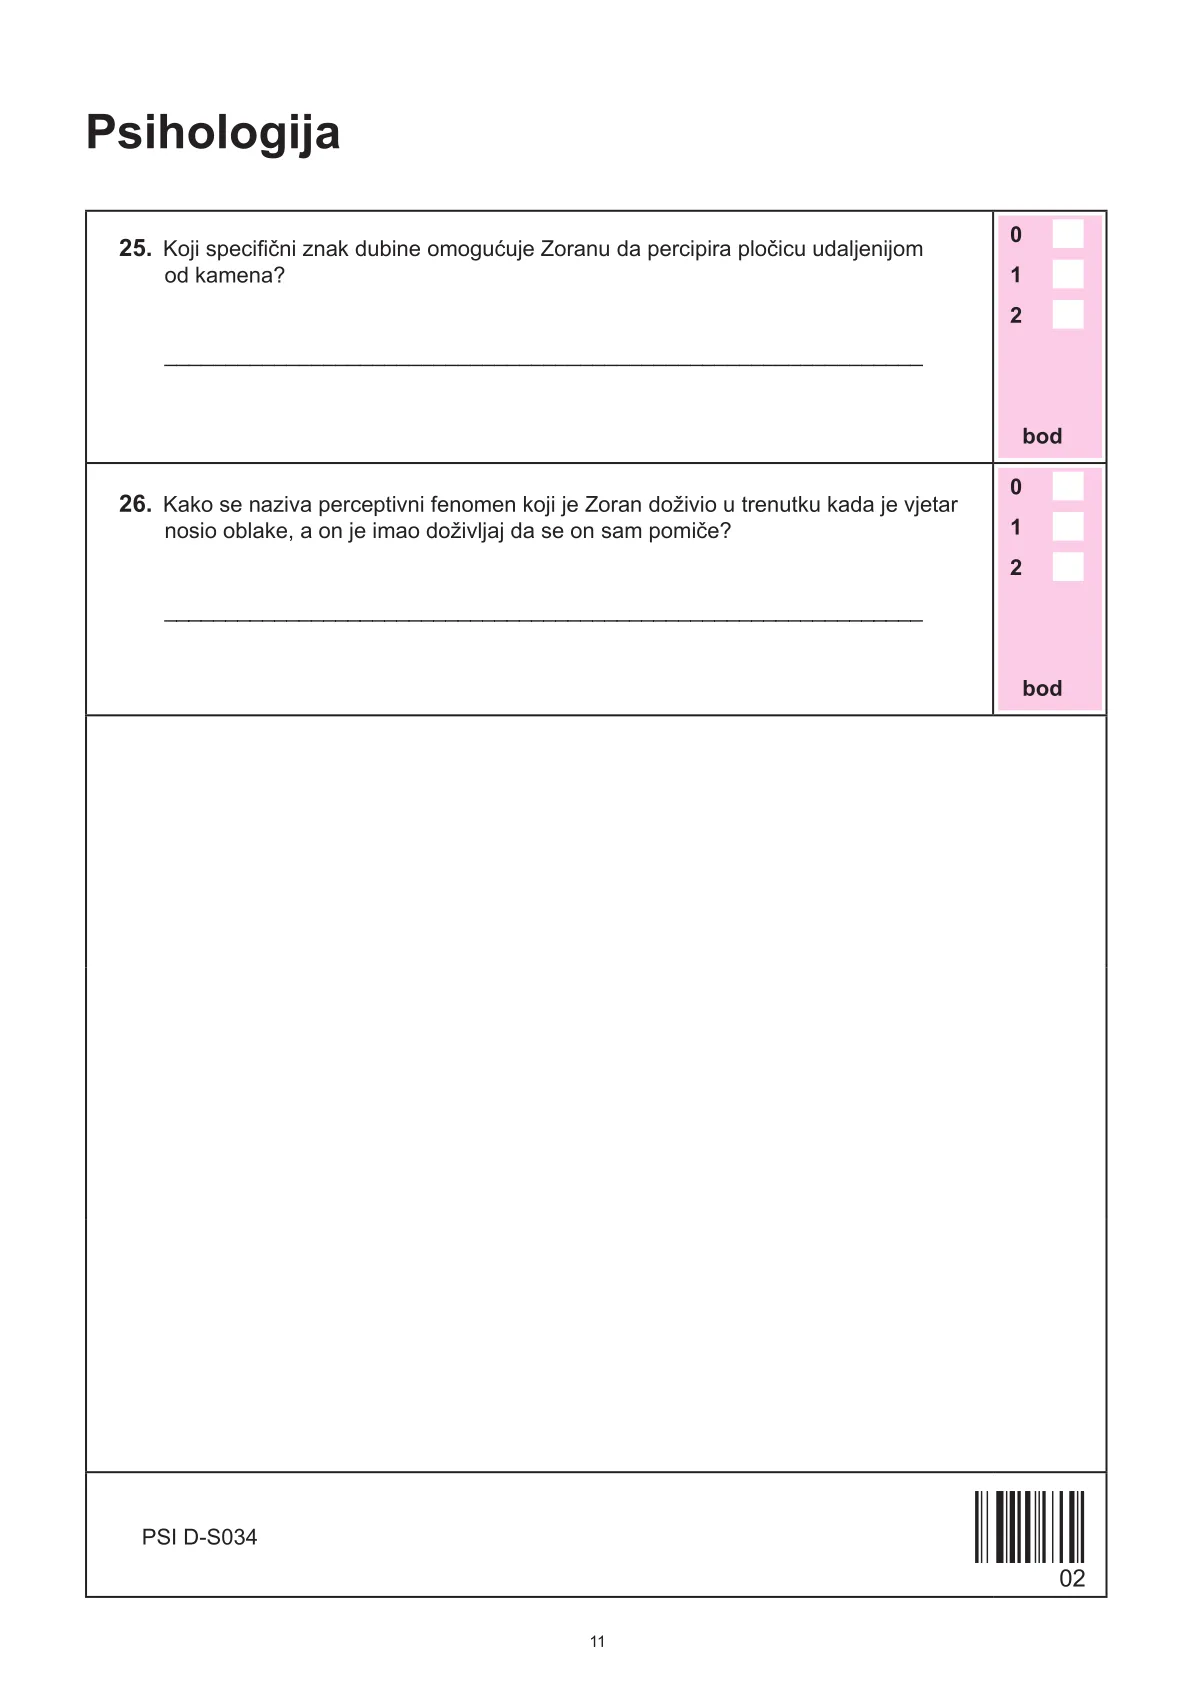 Psihologija
25. Koji specifični znak dubine omogućuje Zoranu da percipira pločicu udaljenijom
od kamena?
0
1
2
bod
26. Kako se naziva perceptivni fenomen koji je Zoran doživio u trenutku kada je vjetar
nosio oblake, a on je imao doživljaj da se on sam pomiče?
0
1
2
bod
PSI D-S034
02
11